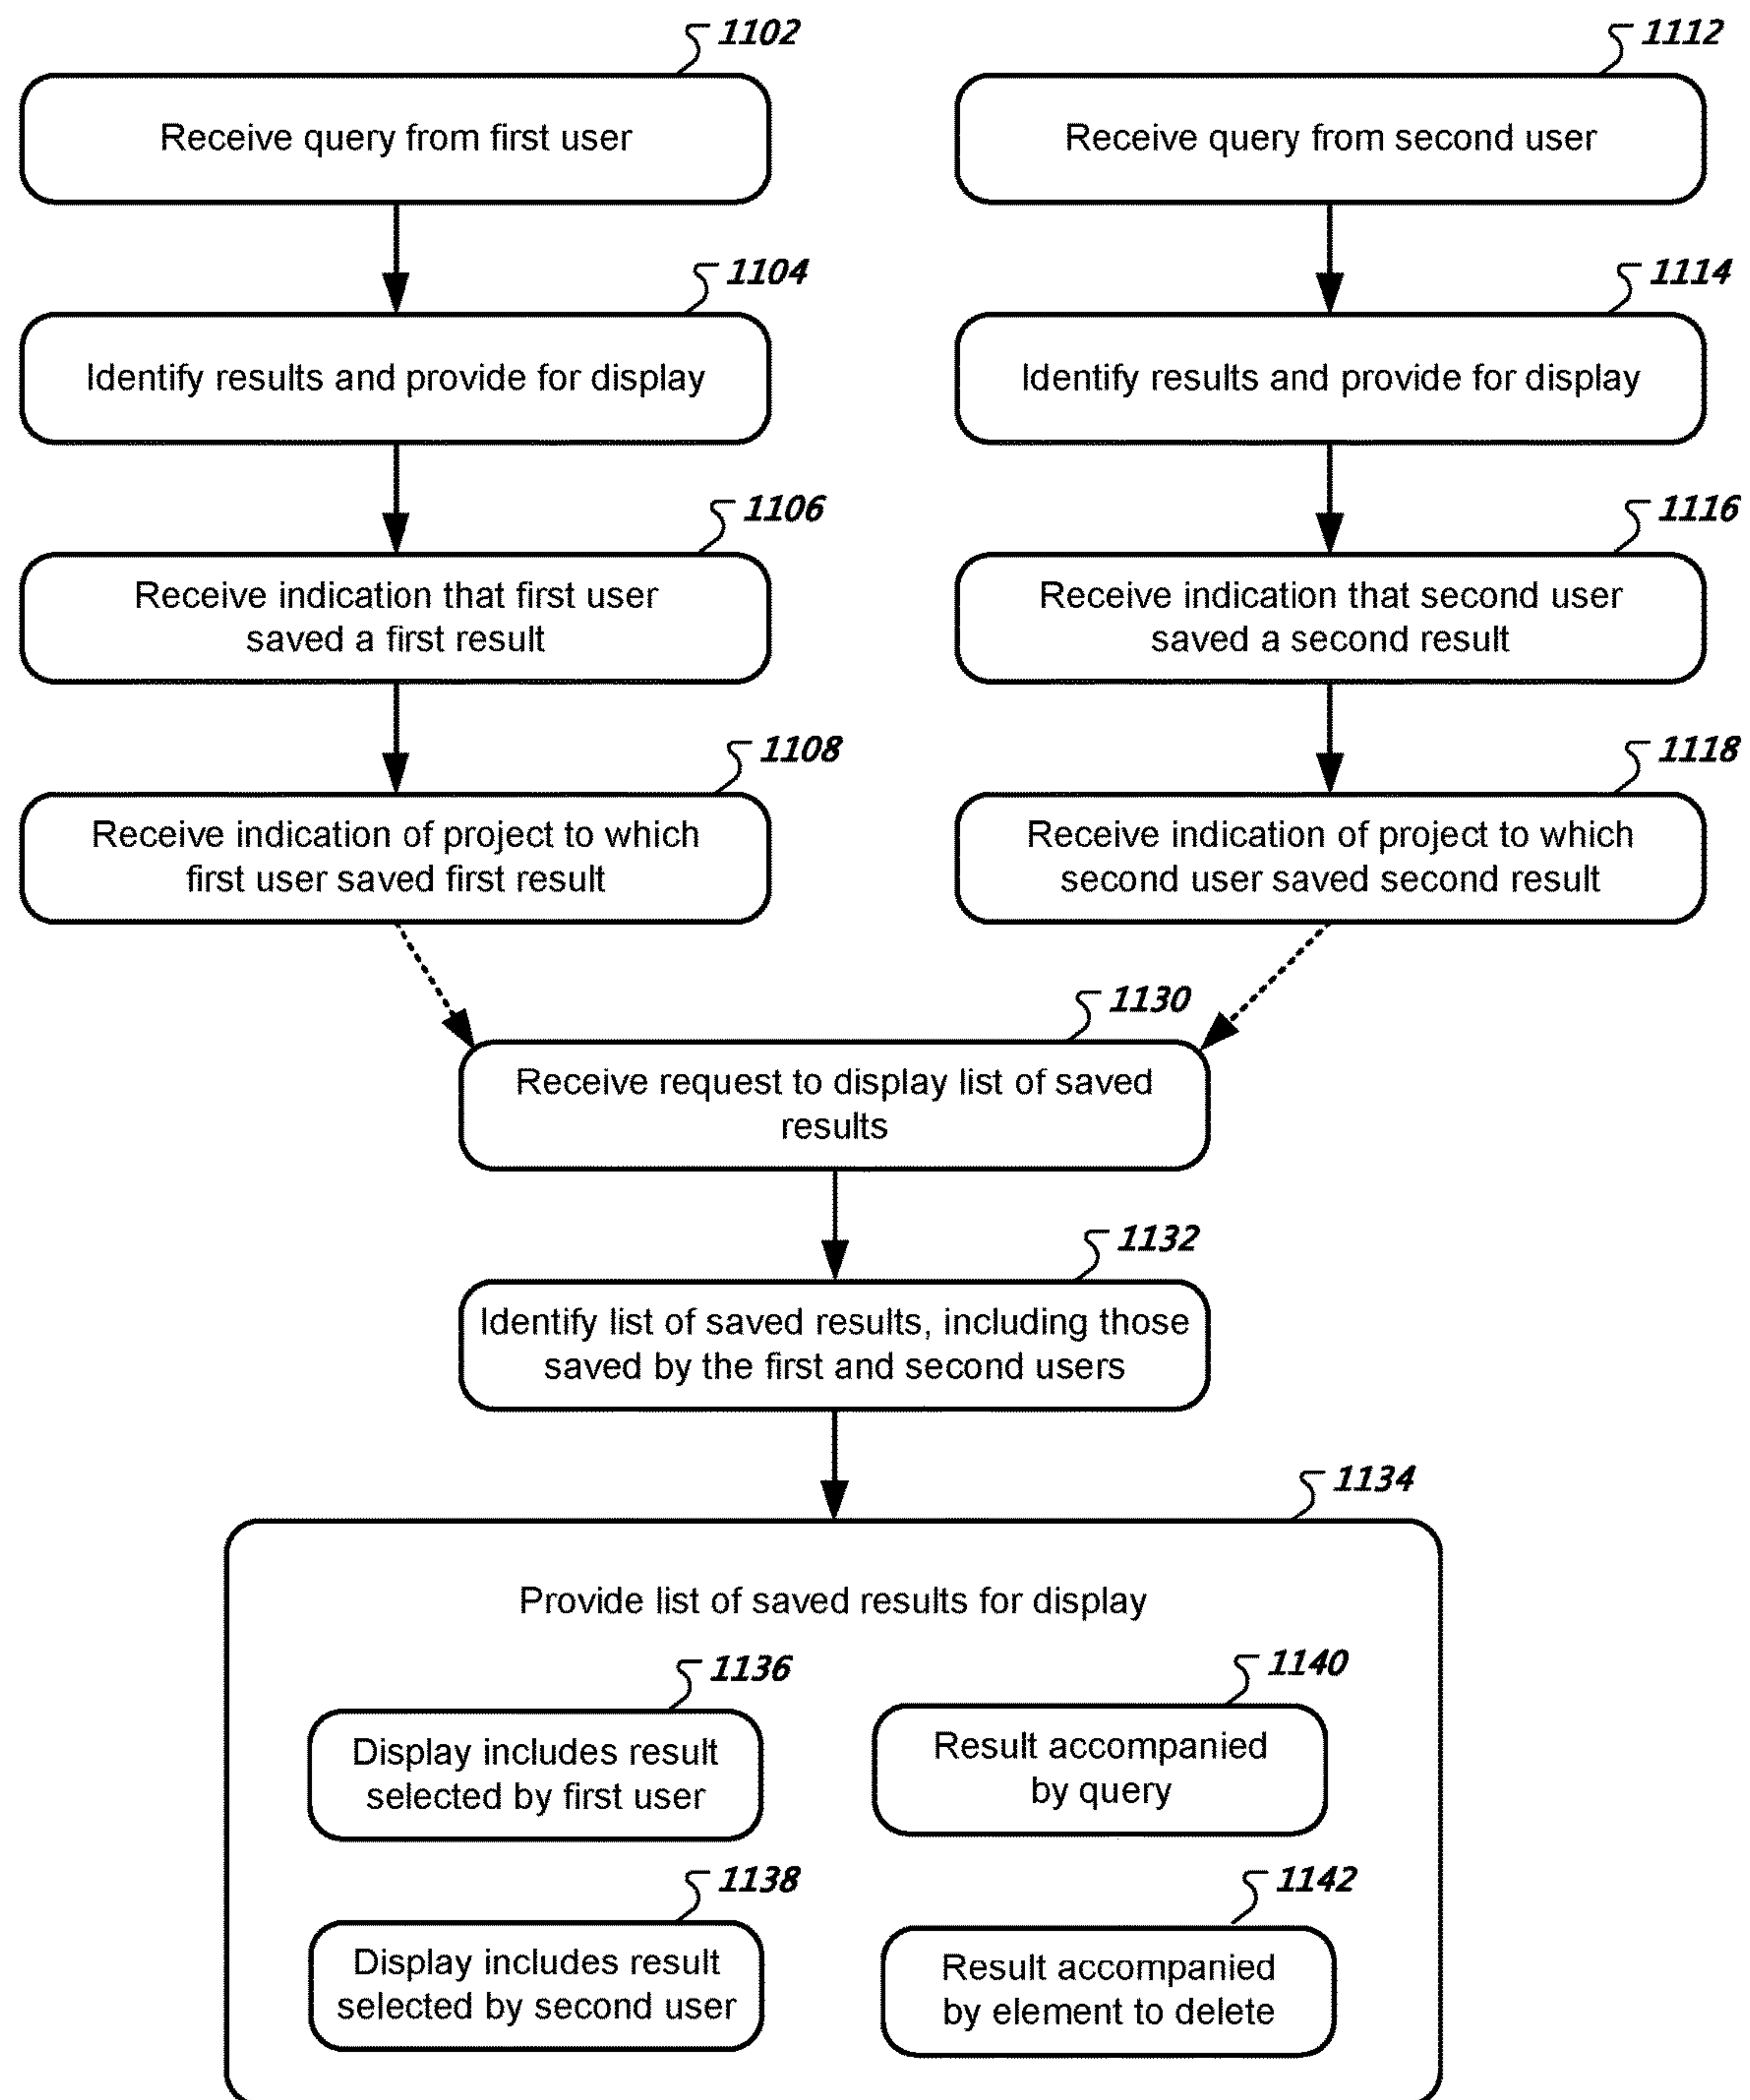 1102
Receive query from first user
1112
Receive query from second user
1104
Identify results and provide for display
1114
Identify results and provide for display
1106
Receive indication that first user
saved a first result
1116
Receive indication that second user
saved a second result
1108
Receive indication of project to which
first user saved first result
1118
Receive indication of project to which
second user saved second result
1130
Receive request to display list of saved
results
1132
Identify list of saved results, including those
saved by the first and second users
1134
Provide list of saved results for display
1136
Display includes result
selected by first user
1140
Result accompanied
by query
1138
Display includes result
selected by second user
1142
Result accompanied
by element to delete